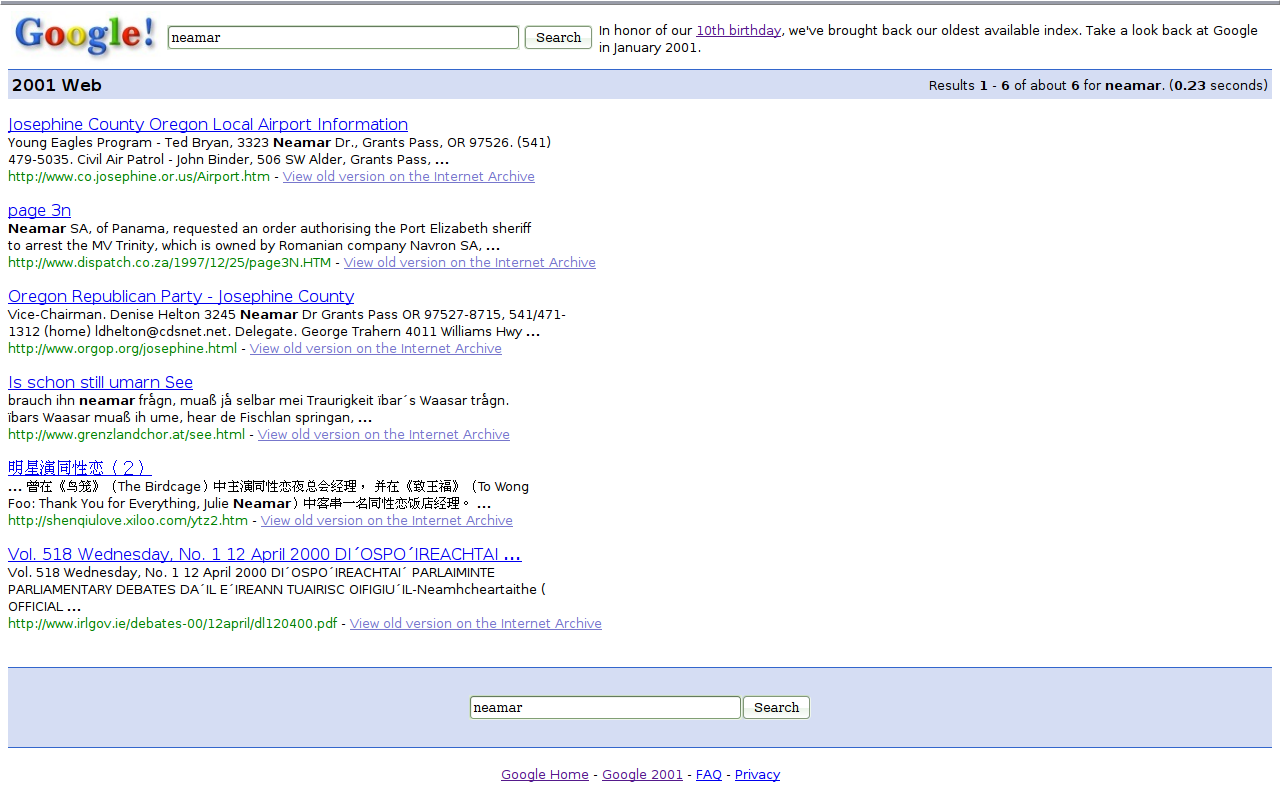 Google!
neamar
Search
In honor of our 10th birthday, we've brought back our oldest available index. Take a look back at Google
in January 2001.
2001 Web
Results 1 - 6 of about 6 for neamar. (0.23 seconds)
Josephine County Oregon Local Airport Information
Young Eagles Program - Ted Bryan, 3323 Neamar Dr., Grants Pass, OR 97526. (541)
479-5035. Civil Air Patrol - John Binder, 506 SW Alder, Grants Pass, ...
http://www.co.josephine.or.us/Airport.htm - View old version on the Internet Archive
page 3n
Neamar SA, of Panama, requested an order authorising the Port Elizabeth sheriff
to arrest the MV Trinity, which is owned by Romanian company Navron SA, ...
http://www.dispatch.co.za/1997/12/25/page3N.HTM - View old version on the Internet Archive
Oregon Republican Party - Josephine County
Vice-Chairman. Denise Helton 3245 Neamar Dr Grants Pass OR 97527-8715, 541/471-
1312 (home) ldhelton@cdsnet.net. Delegate. George Trahern 4011 Williams Hwy ...
http://www.orgop.org/josephine.html - View old version on the Internet Archive
Is schon still umarn See
brauch ihn neamar frågn, muaß jå selbar mei Traurigkeit ïbar´s Waasar trågn.
ïbars Waasar muaß ih ume, hear de Fischlan springan, ...
http://www.grenzlandchor.at/see.html - View old version on the Internet Archive
明星演同性恋（２）
... 曾在《鸟笼》（The Birdcage）中主演同性恋夜总会经理， 并在《致王福》（To Wong
Foo: Thank You for Everything, Julie Neamar）中客串一名同性恋饭店经理。 ...
http://shenqiulove.xiloo.com/ytz2.htm - View old version on the Internet Archive
Vol. 518 Wednesday, No. 1 12 April 2000 DI´OSPO´IREACHTAI ...
Vol. 518 Wednesday, No. 1 12 April 2000 DI´OSPO´IREACHTAI´ PARLAIMINTE
PARLIAMENTARY DEBATES DA´IL E´IREANN TUAIRISC OIFIGIU´IL-Neamhcheartaithe (
OFFICIAL ...
http://www.irlgov.ie/debates-00/12april/dl120400.pdf - View old version on the Internet Archive
neamar
Search
Google Home - Google 2001 - FAQ - Privacy